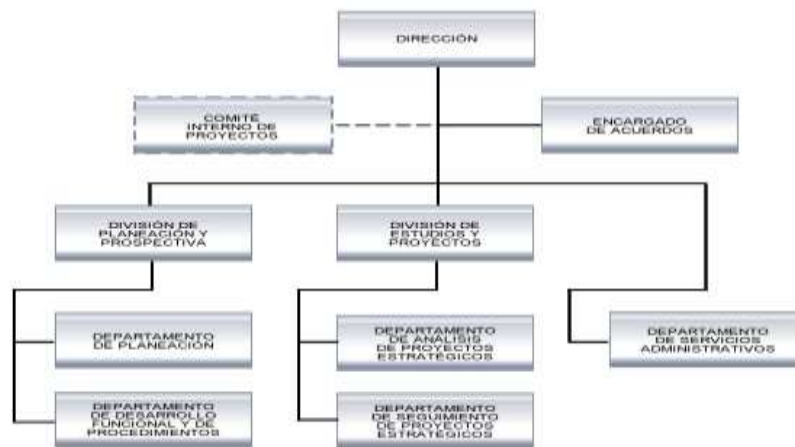 DIRECCIÓN
COMITÉ
INTERNO DE
PROYECTOS
ENCARGADO
DE ACUERDOS
DIVISIÓN DE
PLANEACIÓN Y
PROSPECTIVA
DIVISIÓN DE
ESTUDIOS Y
PROYECTOS
DEPARTAMENTO
DE PLANEACIÓN
DEPARTAMENTO
DE ANÁLISIS
DE PROYECTOS
ESTRATÉGICOS
DEPARTAMENTO
DE SERVICIOS
ADMINISTRATIVOS
DEPARTAMENTO
DE DESARROLLO
FUNCIONAL Y DE
PROCEDIMIENTOS
DEPARTAMENTO
DE SEGUIMIENTO
DE PROYECTOS
ESTRATÉGICOS